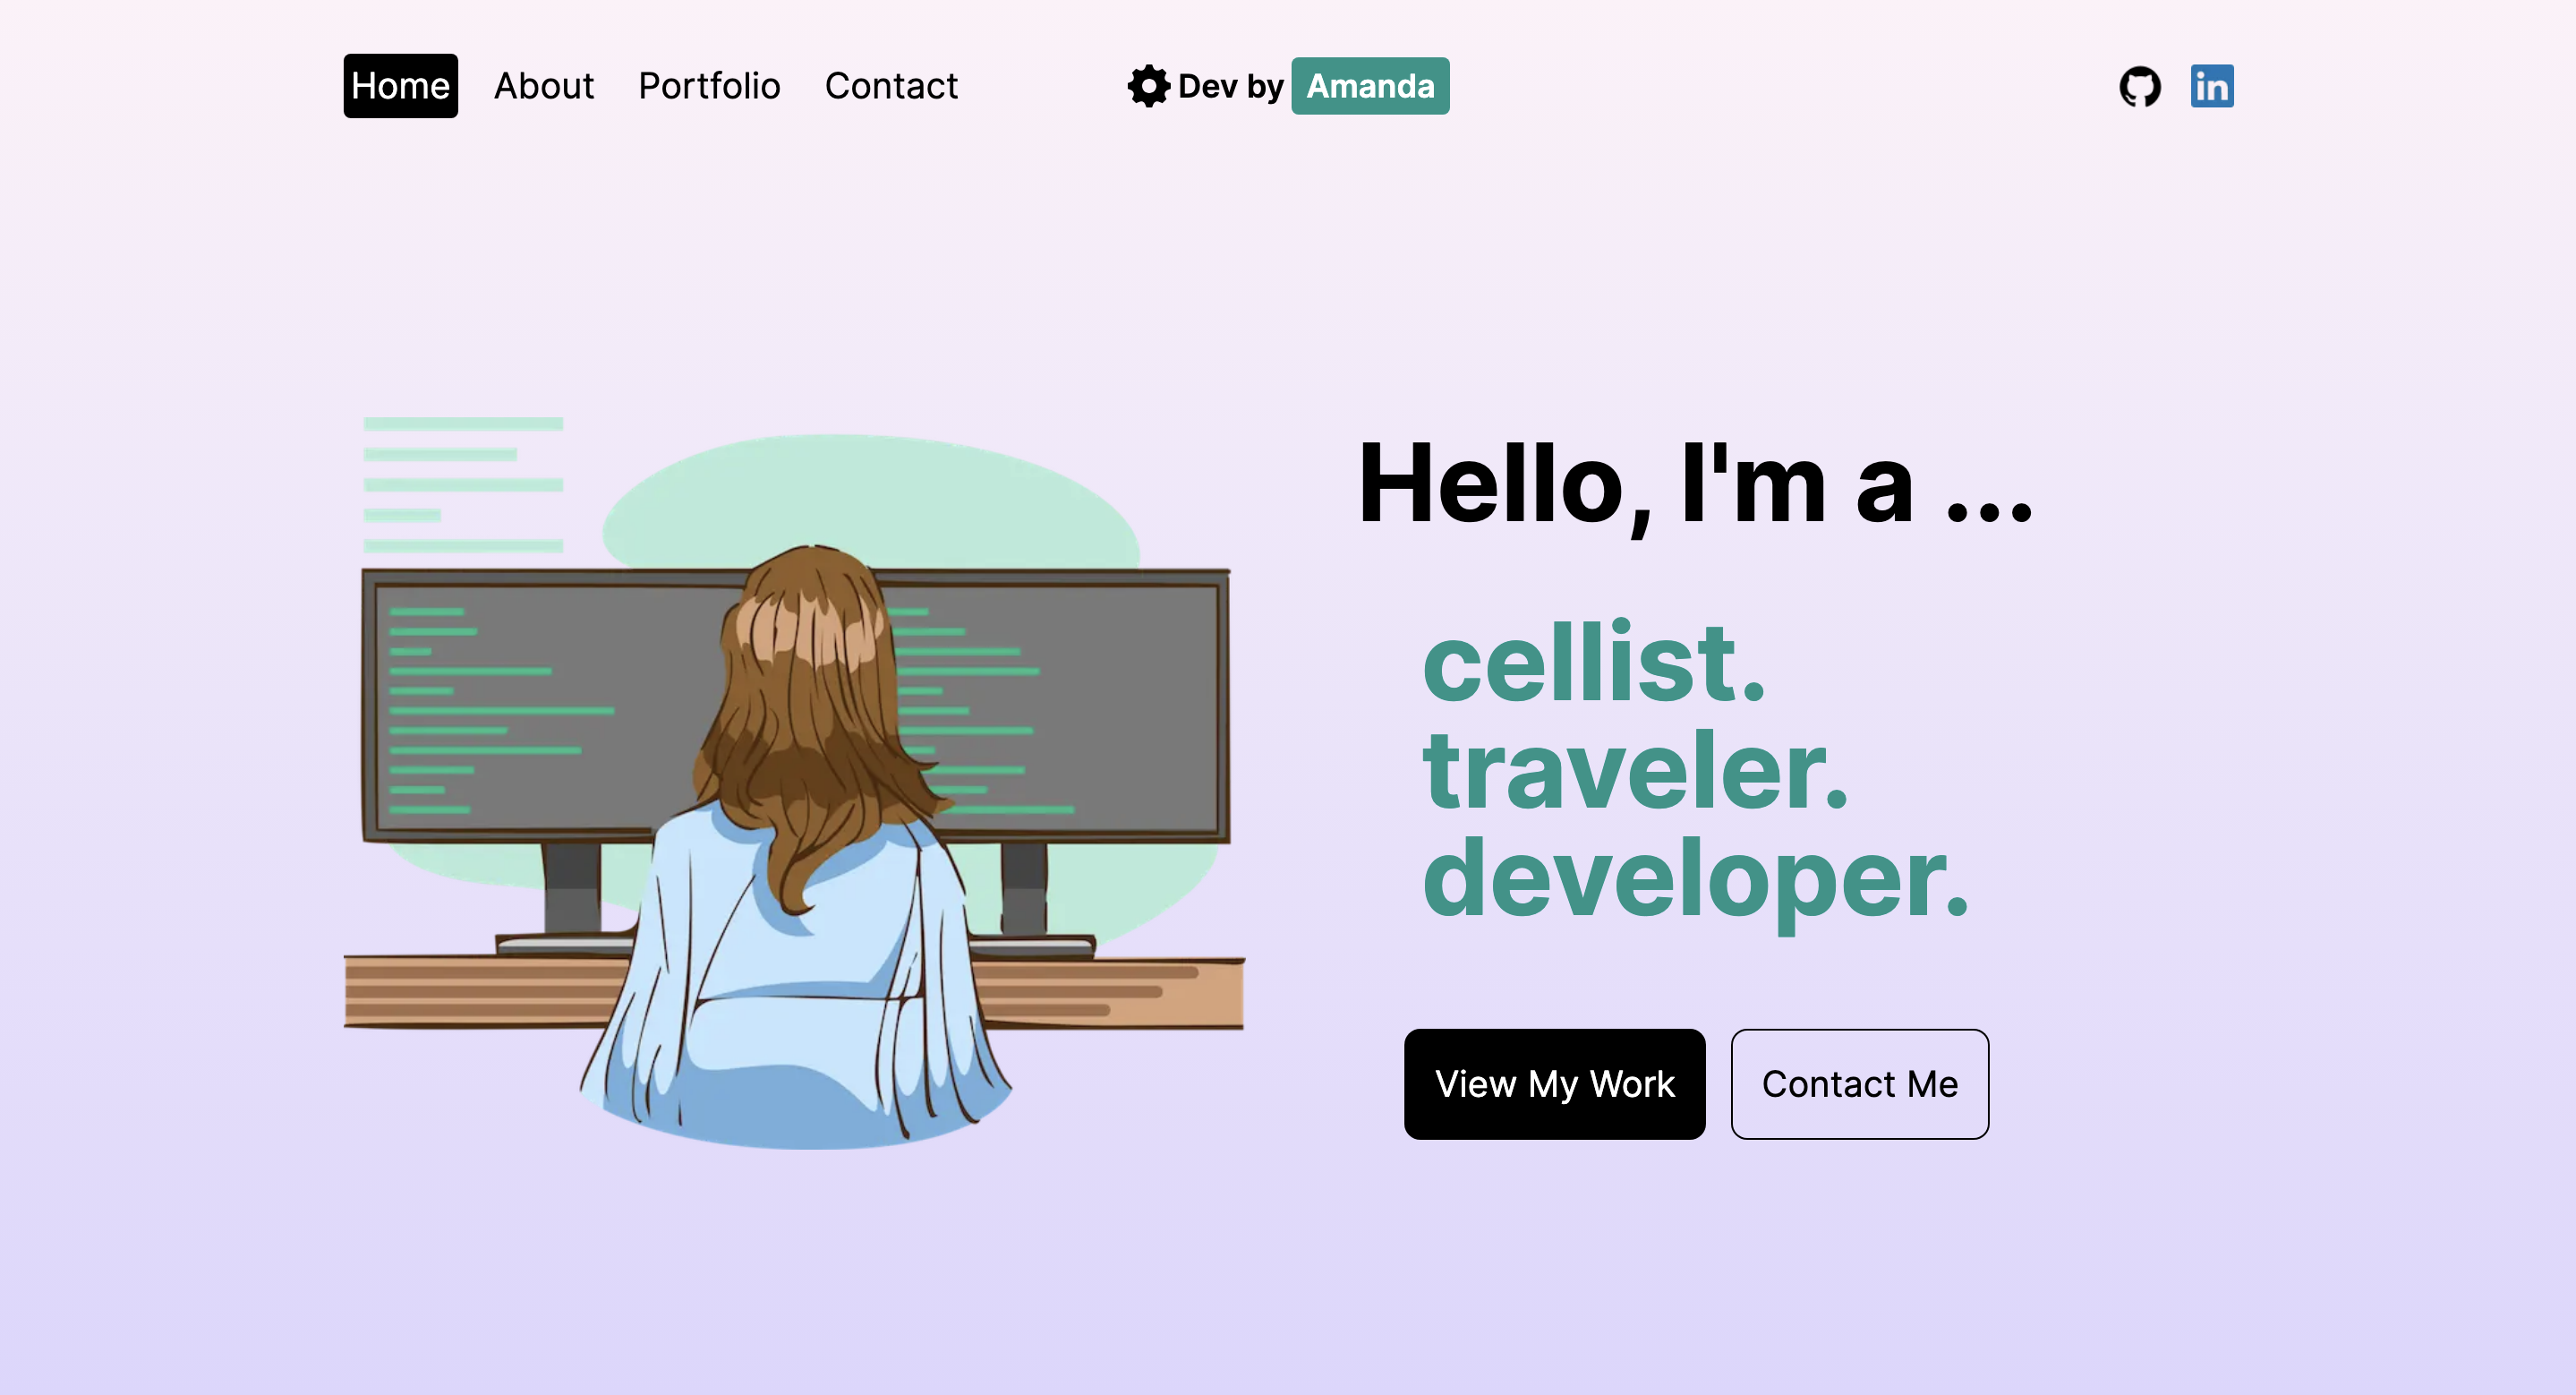 Home About Portfolio Contact Dev by Amanda in
Hello, I'm a ...
cellist.
traveler.
developer.
View My Work Contact Me